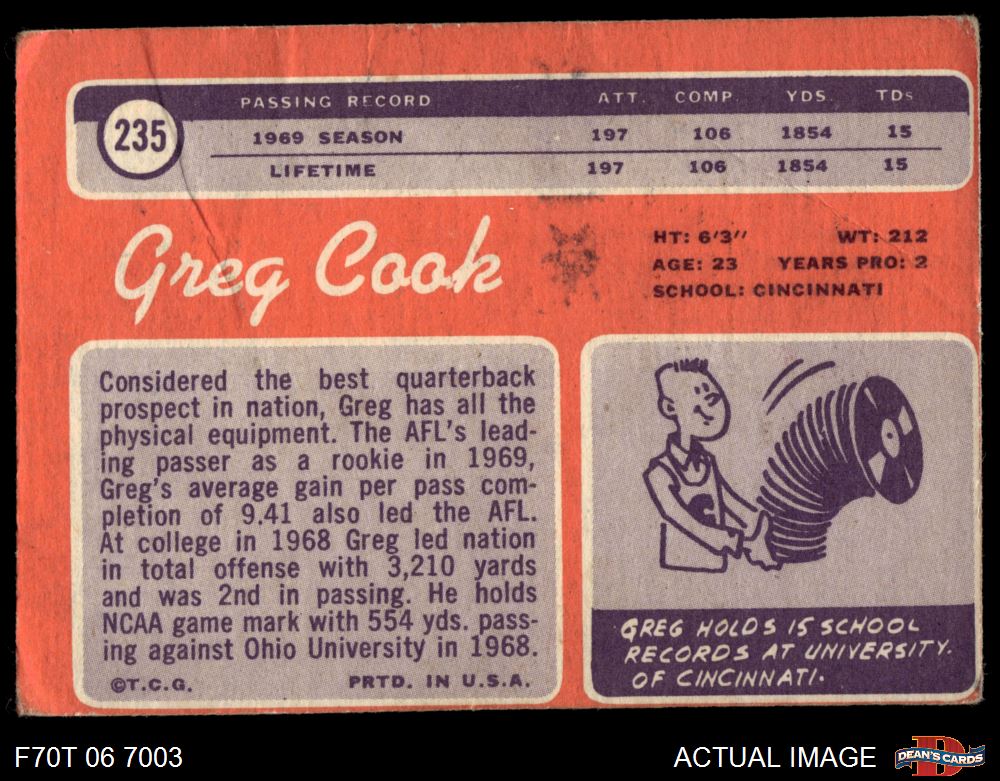 235
PASSING RECORD ATT. COMP. YDS. TDs
1969 SEASON 197 106 1854 15
LIFETIME 197 106 1854 15
Greg Cook
HT: 6'3" WT: 212
AGE: 23 YEARS PRO: 2
SCHOOL: CINCINNATI
Considered the best quarterback
prospect in nation, Greg has all the
physical equipment. The AFL's lead-
ing passer as a rookie in 1969,
Greg's average gain per pass com-
pletion of 9.41 also led the AFL.
At college in 1968 Greg led nation
in total offense with 3,210 yards
and was 2nd in passing. He holds
NCAA game mark with 554 yds. pass-
ing against Ohio University in 1968.
©T.C.G. PRTD. IN U.S.A.
C
GREG HOLDS 15 SCHOOL
RECORDS AT UNIVERSITY.
OF CINCINNATI.
F70T 06 7003
ACTUAL IMAGE
D
DEAN'S CARDS